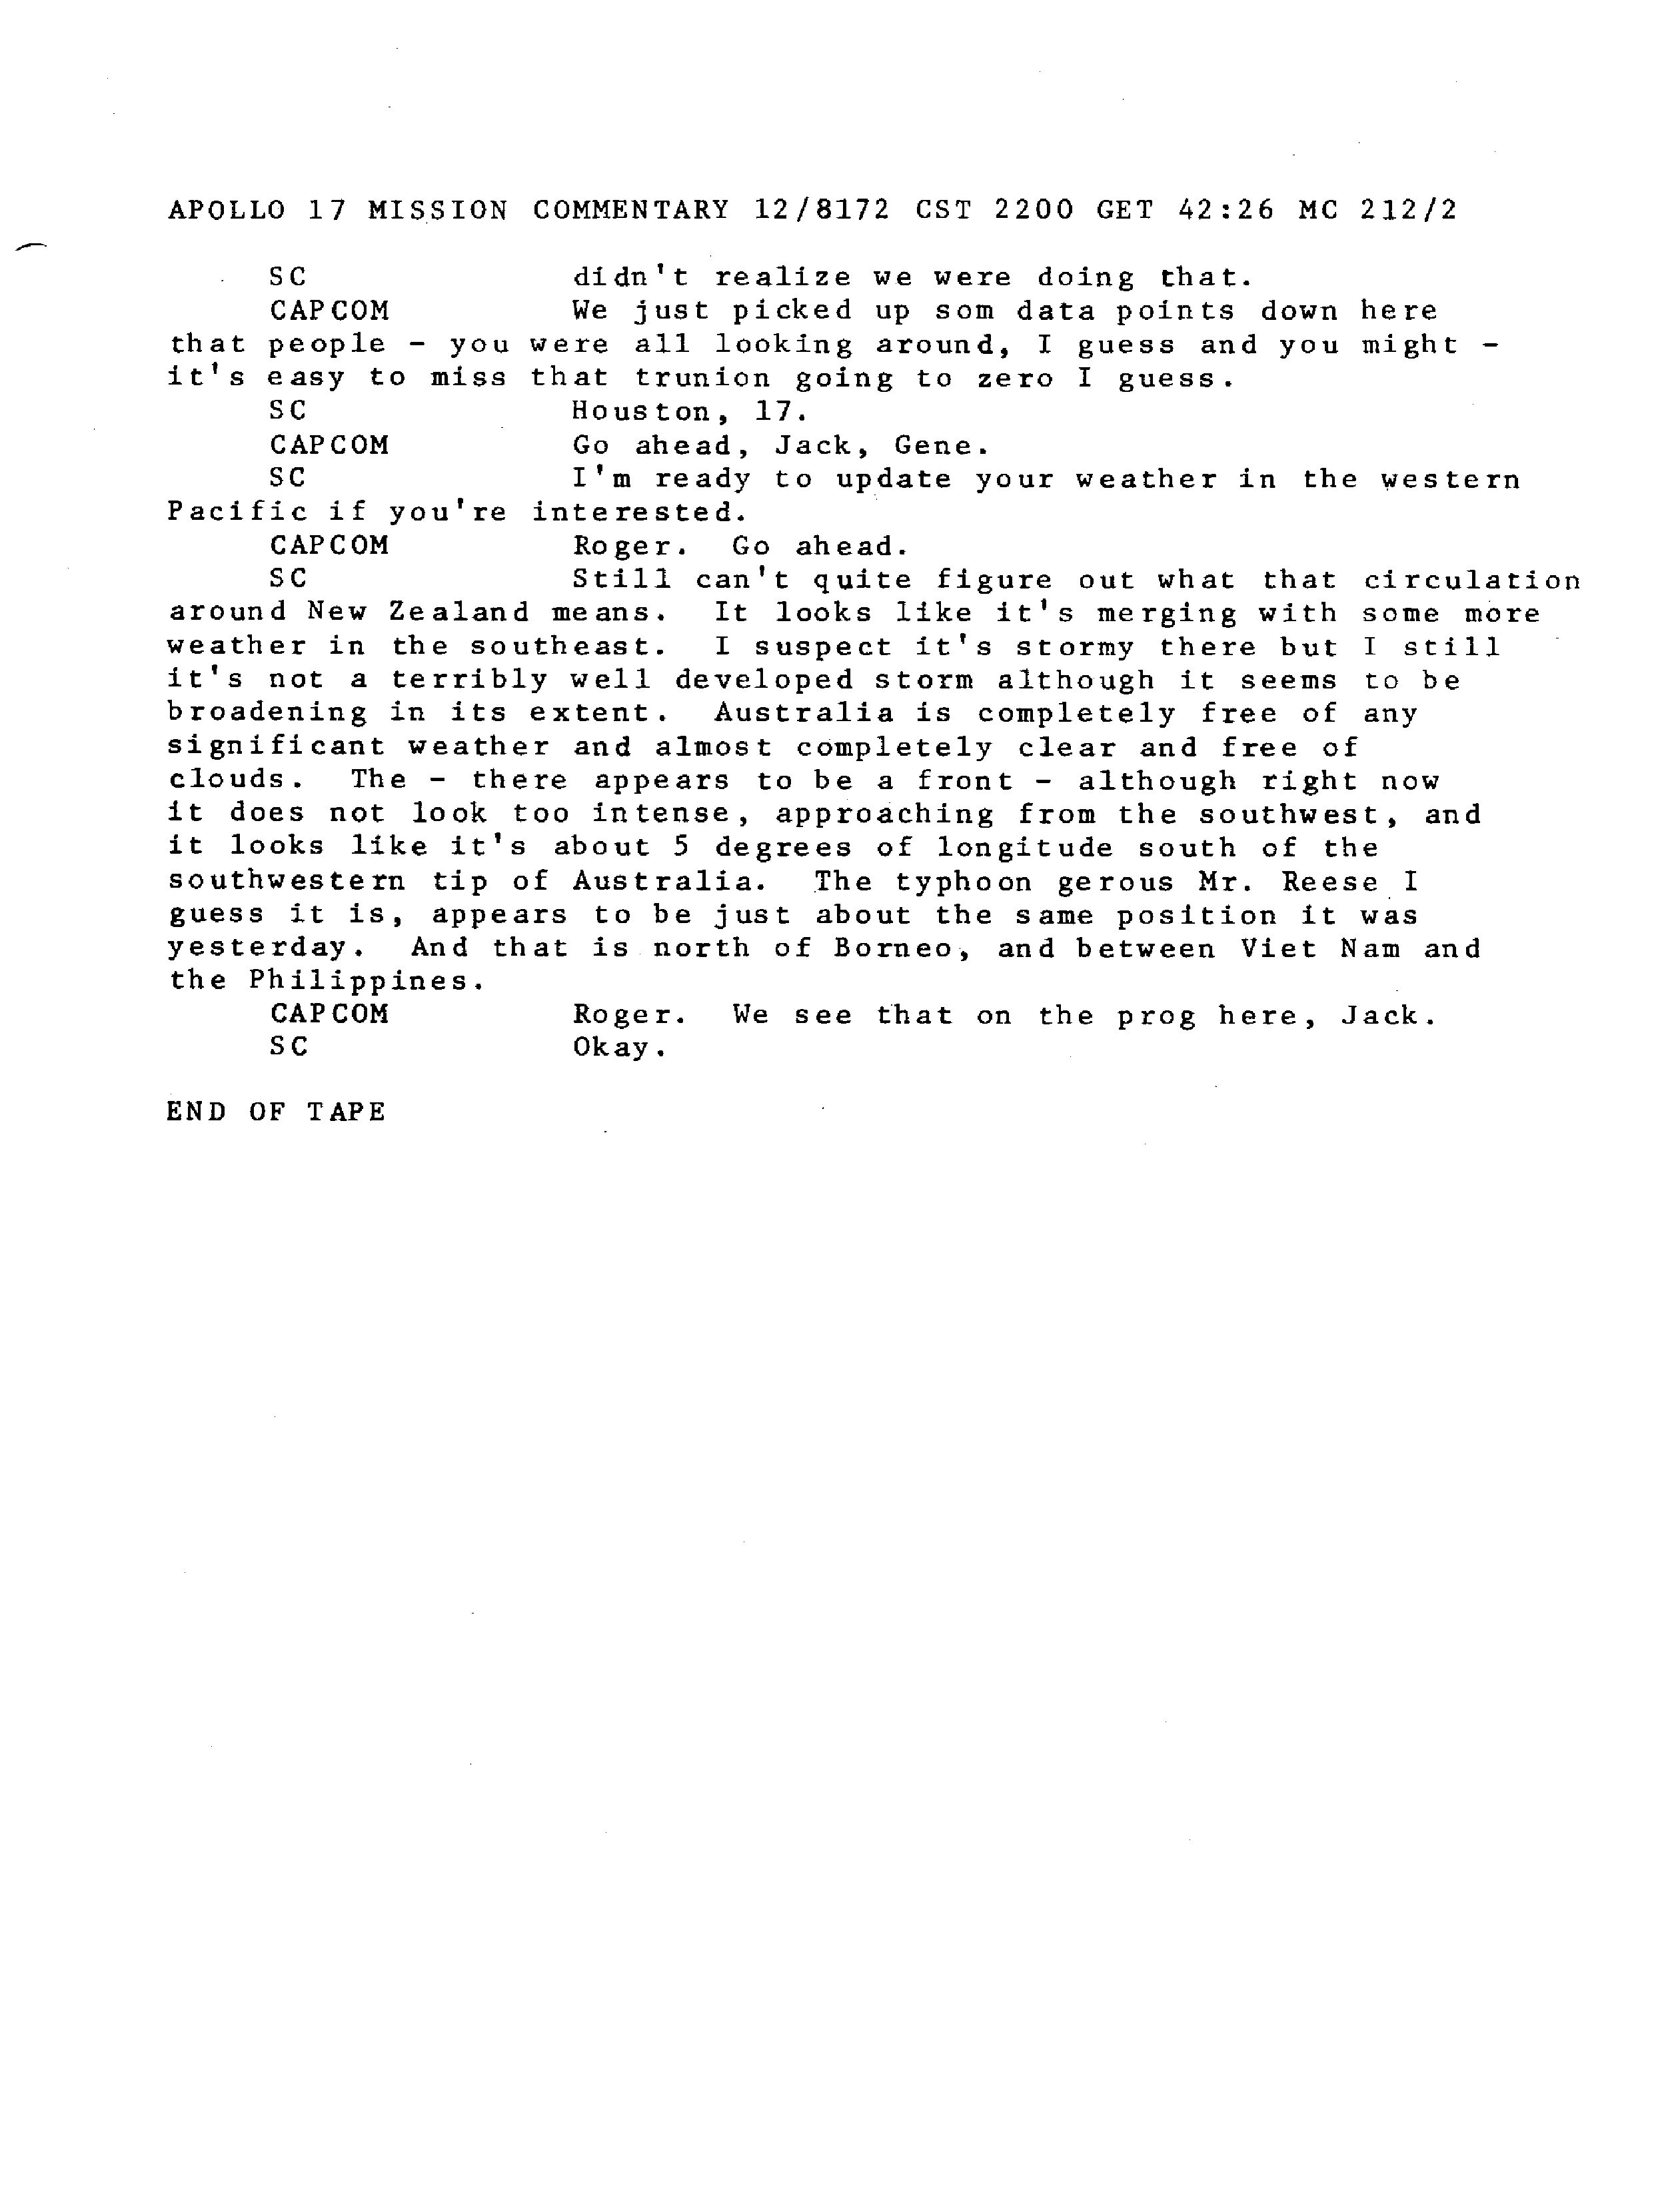 APOLLO 17 MISSION COMMENTARY 12/8172 CST 2200 GET 42:26 MC 212/2
SC didn't realize we were doing that.
CAPCOM We just picked up som data points down here
that people - you were all looking around, I guess and you might -
it's easy to miss that trunion going to zero I guess.
SC Houston, 17.
CAPCOM Go ahead, Jack, Gene.
SC I'm ready to update your weather in the western
Pacific if you're interested.
CAPCOM Roger. Go ahead.
SC Still can't quite figure out what that circulation
around New Zealand means. It looks like it's merging with some more
weather in the southeast. I suspect it's stormy there but I still
it's not a terribly well developed storm although it seems to be
broadening in its extent. Australia is completely free of any
significant weather and almost completely clear and free of
clouds. The - there appears to be a front - although right now
it does not look too intense, approaching from the southwest, and
it looks like it's about 5 degrees of longitude south of the
southwestern tip of Australia. The typhoon gerous Mr. Reese I
guess it is, appears to be just about the same position it was
yesterday. And that is north of Borneo, and between Viet Nam and
the Philippines.
CAPCOM Roger. We see that on the prog here, Jack.
SC Okay.
END OF TAPE